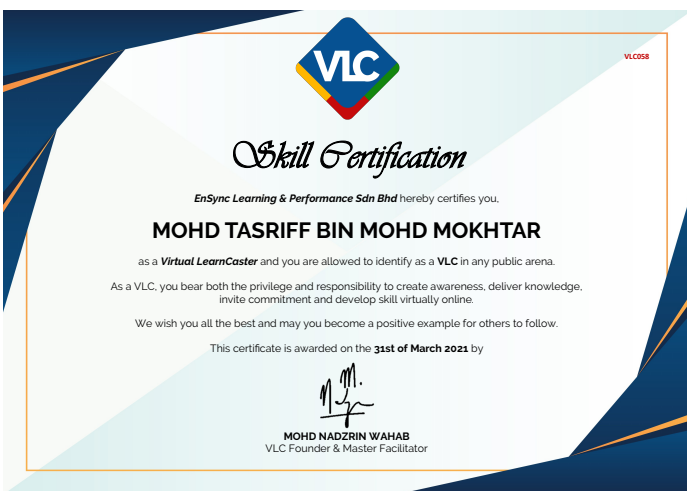 VLC
VLC058
Skill Certification
EnSync Learning & Performance Sdn Bhd hereby certifies you,
MOHD TASRIFF BIN MOHD MOKHTAR
as a Virtual LearnCaster and you are allowed to identify as a VLC in any public arena.
As a VLC, you bear both the privilege and responsibility to create awareness, deliver knowledge,
invite commitment and develop skill virtually online.
We wish you all the best and may you become a positive example for others to follow.
This certificate is awarded on the 31st of March 2021 by
MOHD NADZRIN WAHAB
VLC Founder & Master Facilitator